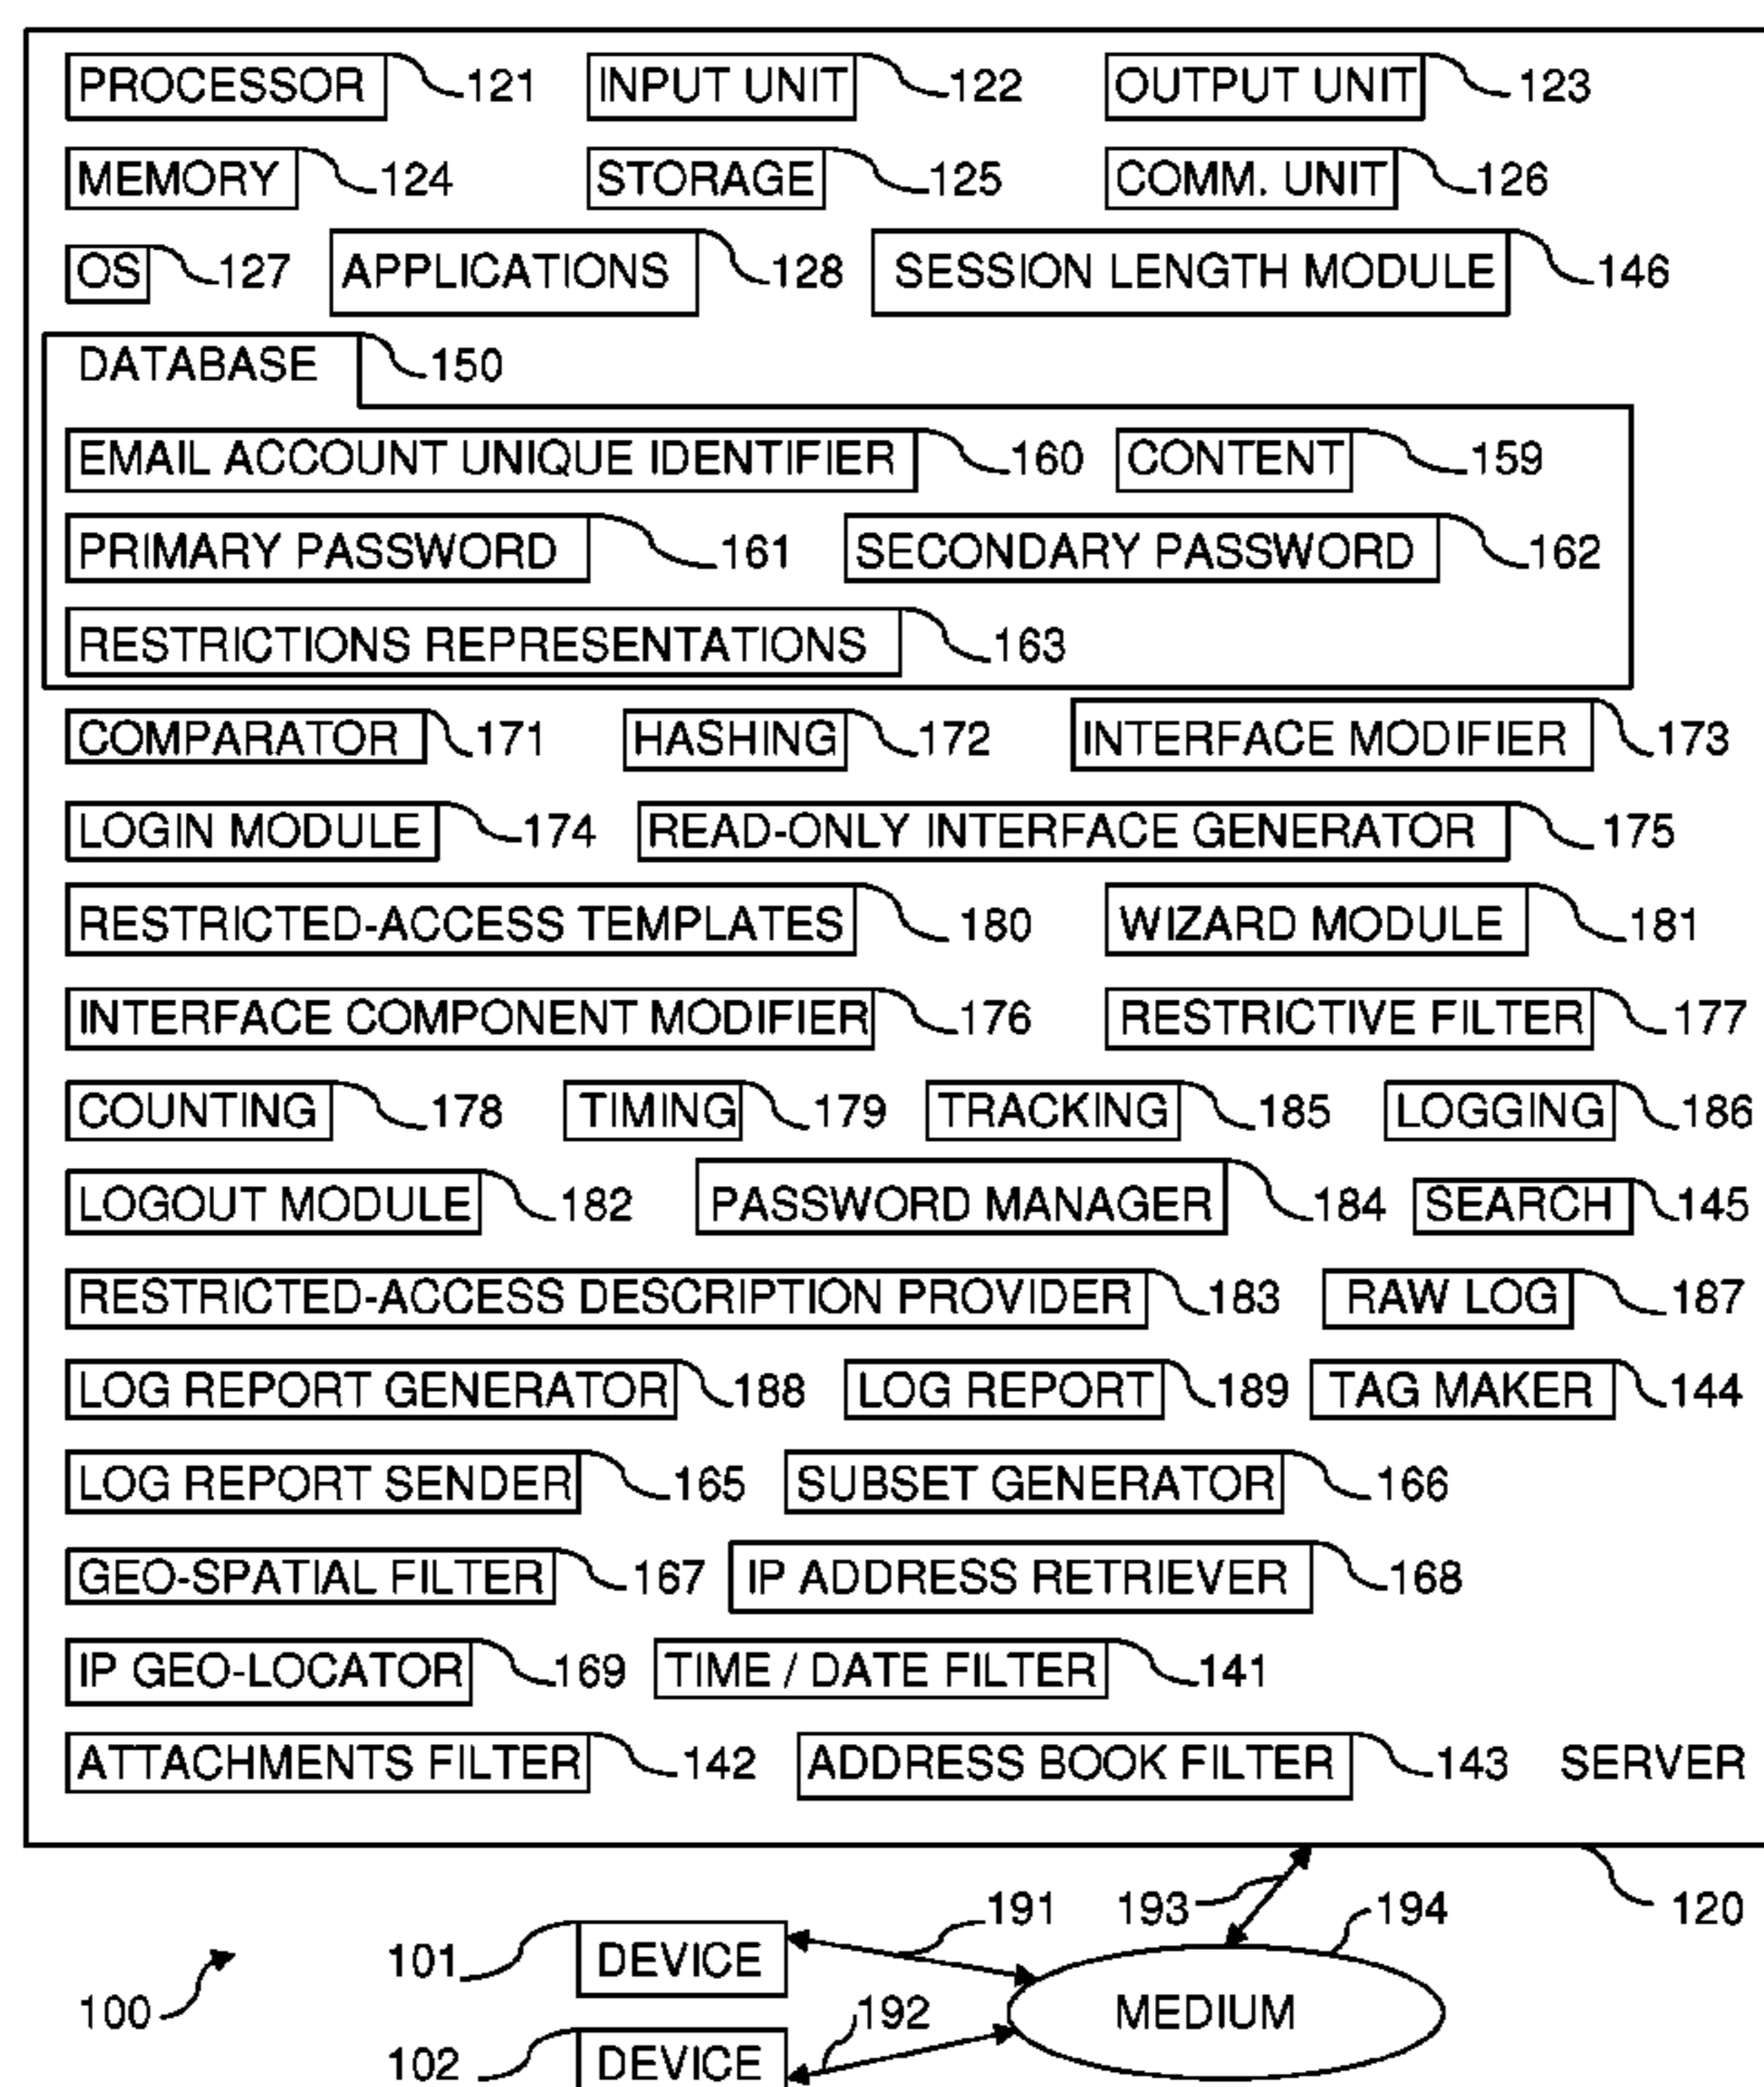 PROCESSOR 121 INPUT UNIT 122 OUTPUT UNIT 123
MEMORY 124 STORAGE 125 COMM. UNIT 126
OS 127 APPLICATIONS 128 SESSION LENGTH MODULE 146
DATABASE 150
EMAIL ACCOUNT UNIQUE IDENTIFIER 160 CONTENT 159
PRIMARY PASSWORD 161 SECONDARY PASSWORD 162
RESTRICTIONS REPRESENTATIONS 163
COMPARATOR 171 HASHING 172 INTERFACE MODIFIER 173
LOGIN MODULE 174 READ-ONLY INTERFACE GENERATOR 175
RESTRICTED-ACCESS TEMPLATES 180 WIZARD MODULE 181
INTERFACE COMPONENT MODIFIER 176 RESTRICTIVE FILTER 177
COUNTING 178 TIMING 179 TRACKING 185 LOGGING 186
LOGOUT MODULE 182 PASSWORD MANAGER 184 SEARCH 145
RESTRICTED-ACCESS DESCRIPTION PROVIDER 183 RAW LOG 187
LOG REPORT GENERATOR 188 LOG REPORT 189 TAG MAKER 144
LOG REPORT SENDER 165 SUBSET GENERATOR 166
GEO-SPATIAL FILTER 167 IP ADDRESS RETRIEVER 168
IP GEO-LOCATOR 169 TIME / DATE FILTER 141
ATTACHMENTS FILTER 142 ADDRESS BOOK FILTER 143 SERVER
191 193 194 120
101 DEVICE
100 192 MEDIUM
102 DEVICE